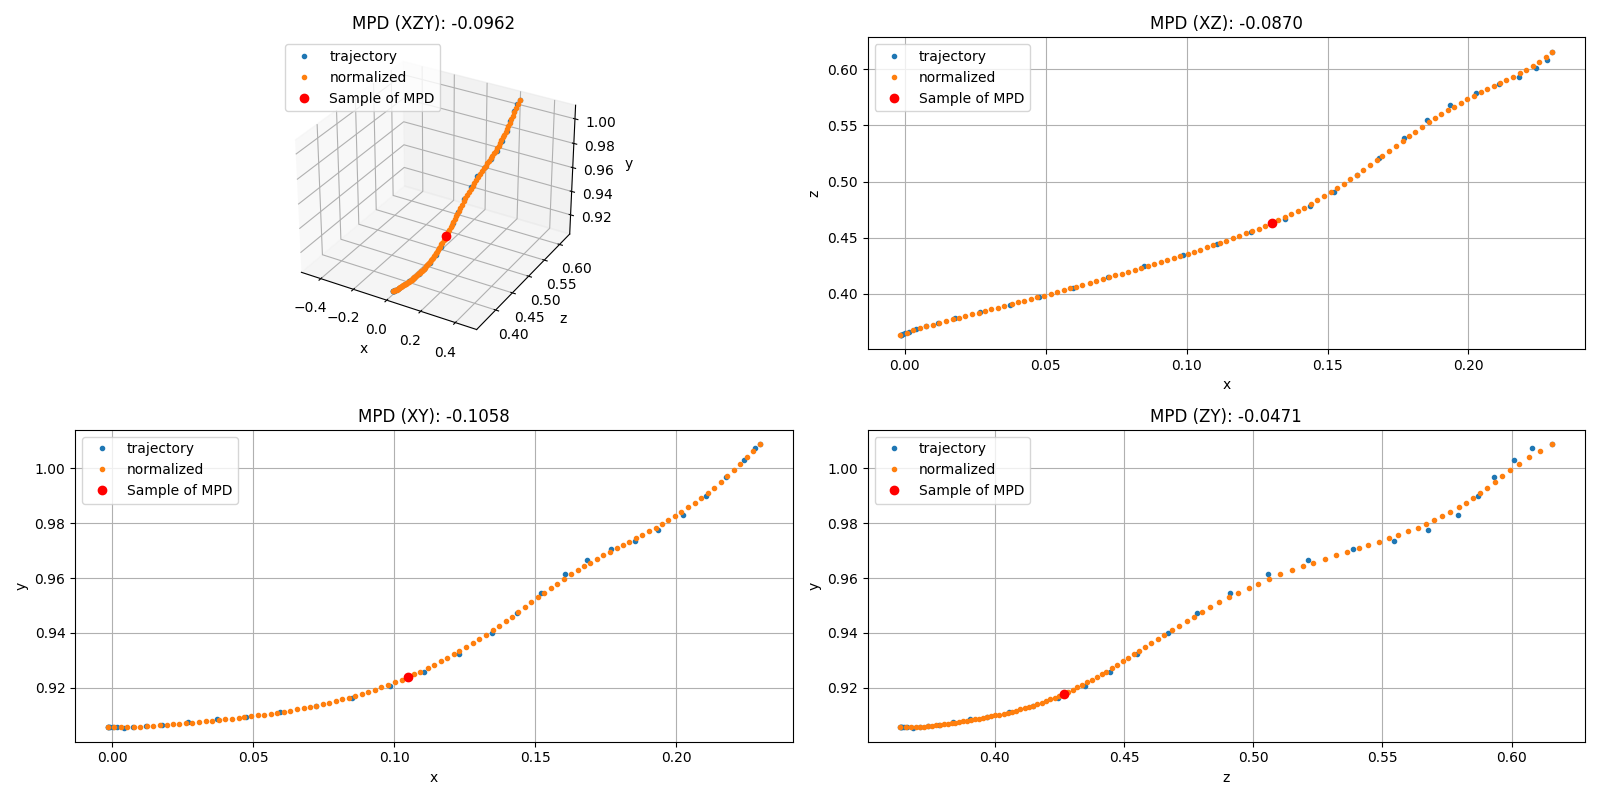 MPD (XZY): -0.0962
trajectory
normalized
Sample of MPD
1.00
0.98
0.96
0.94
0.92
y
0.60
0.55
0.50
0.45
0.40
z
−0.4
−0.2
0.0
0.2
0.4
x
MPD (XZ): -0.0870
trajectory
normalized
Sample of MPD
0.60
0.55
0.50
0.45
0.40
z
0.00 0.05 0.10 0.15 0.20
x
MPD (XY): -0.1058
trajectory
normalized
Sample of MPD
1.00
0.98
0.96
0.94
0.92
y
0.00 0.05 0.10 0.15 0.20
x
MPD (ZY): -0.0471
trajectory
normalized
Sample of MPD
1.00
0.98
0.96
0.94
0.92
y
0.40 0.45 0.50 0.55 0.60
z